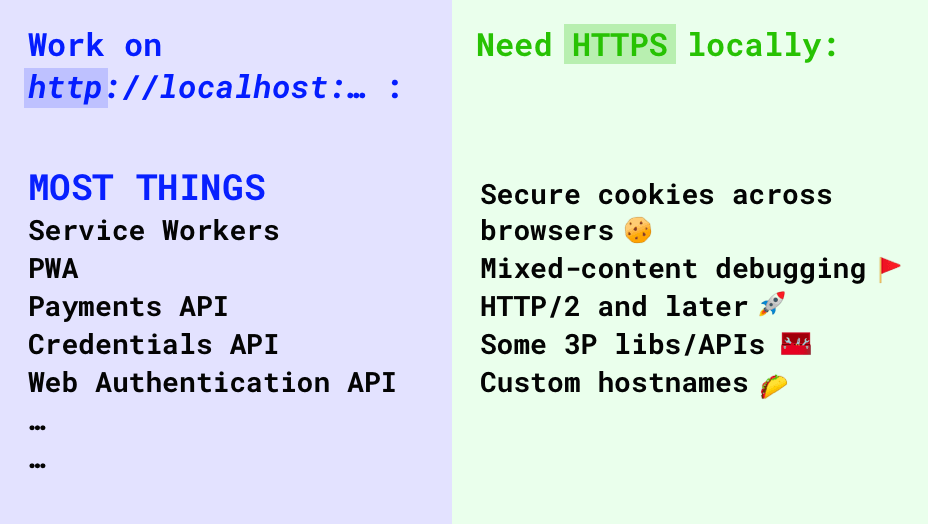 Work on
http://localhost:… :
MOST THINGS
Service Workers
PWA
Payments API
Credentials API
Web Authentication API
…
…
Need HTTPS locally:
Secure cookies across
browsers 🍪
Mixed-content debugging 🚩
HTTP/2 and later 🚀
Some 3P libs/APIs 🧰
Custom hostnames 🌮